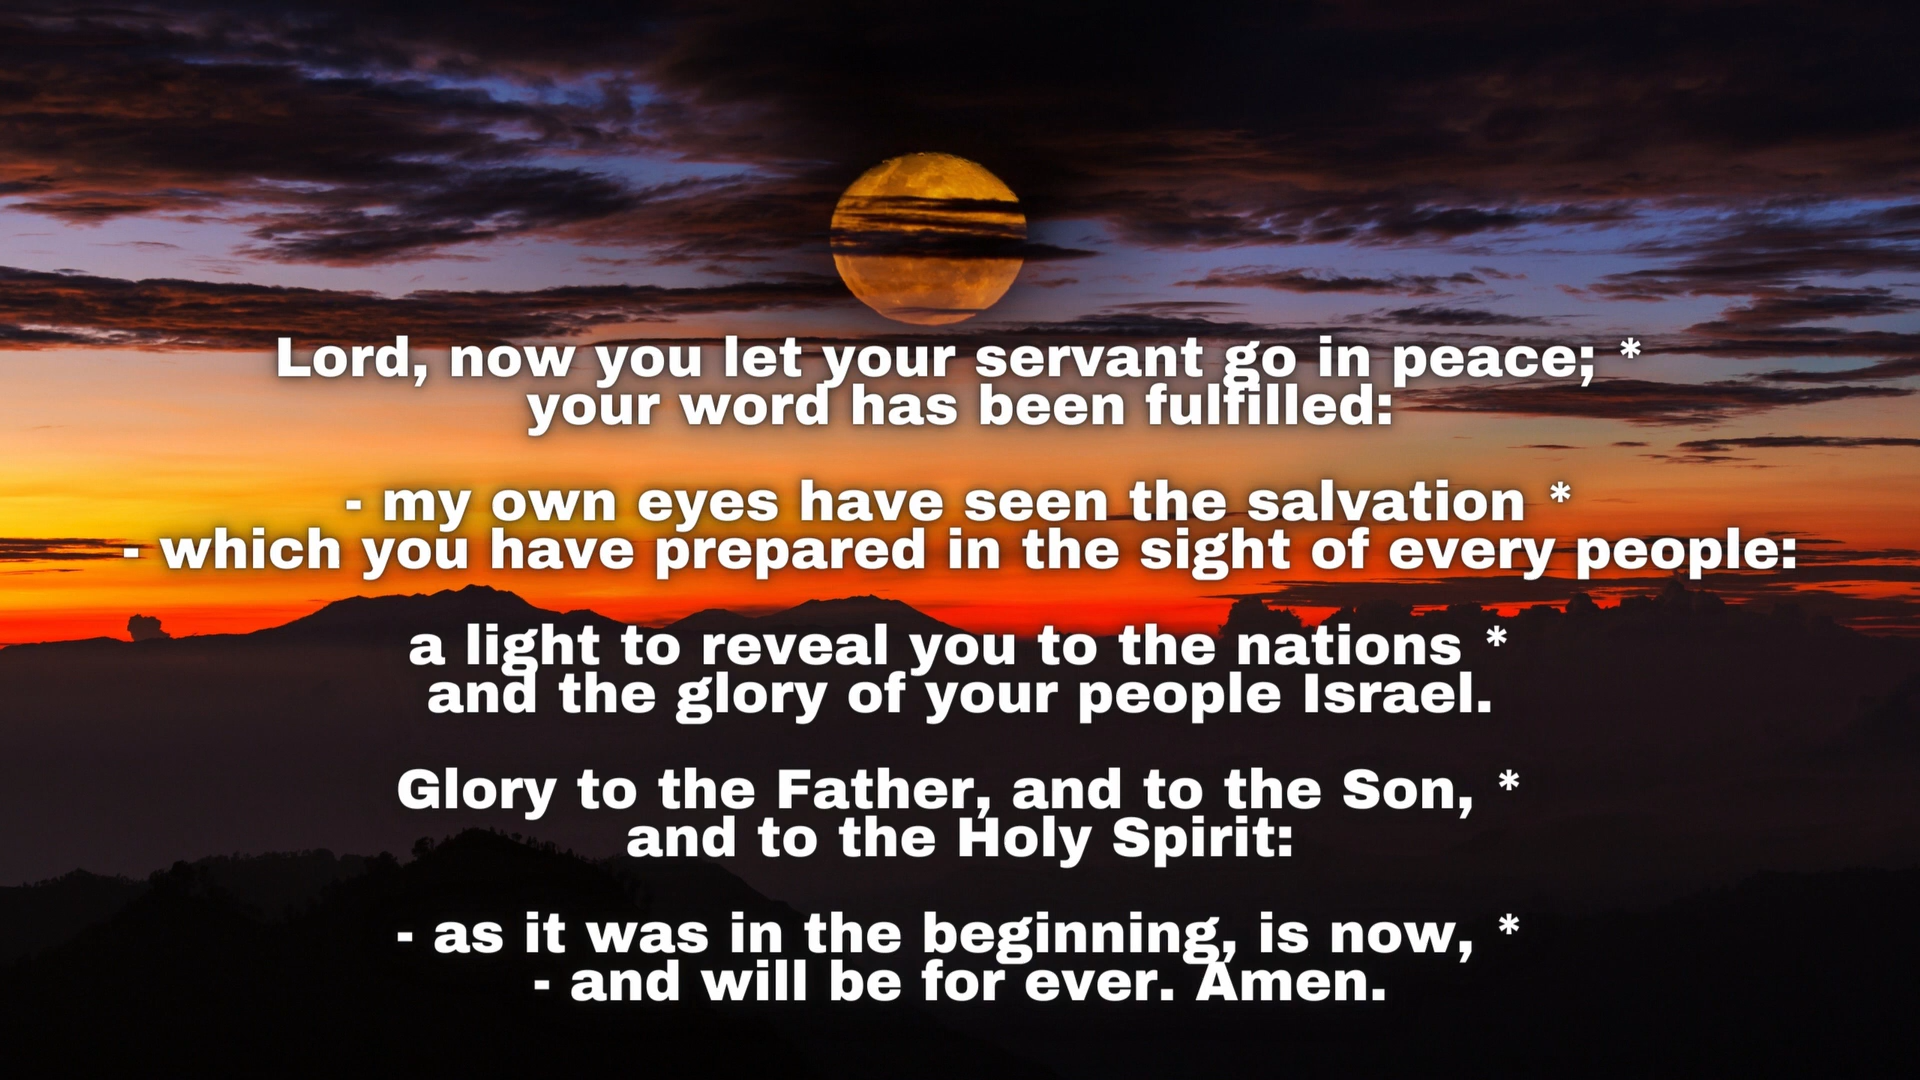 Lord, now you let your servant go in peace; *
your word has been fulfilled:
- my own eyes have seen the salvation *
- which you have prepared in the sight of every people:
a light to reveal you to the nations *
and the glory of your people Israel.
Glory to the Father, and to the Son, *
and to the Holy Spirit:
- as it was in the beginning, is now, *
- and will be for ever. Amen.